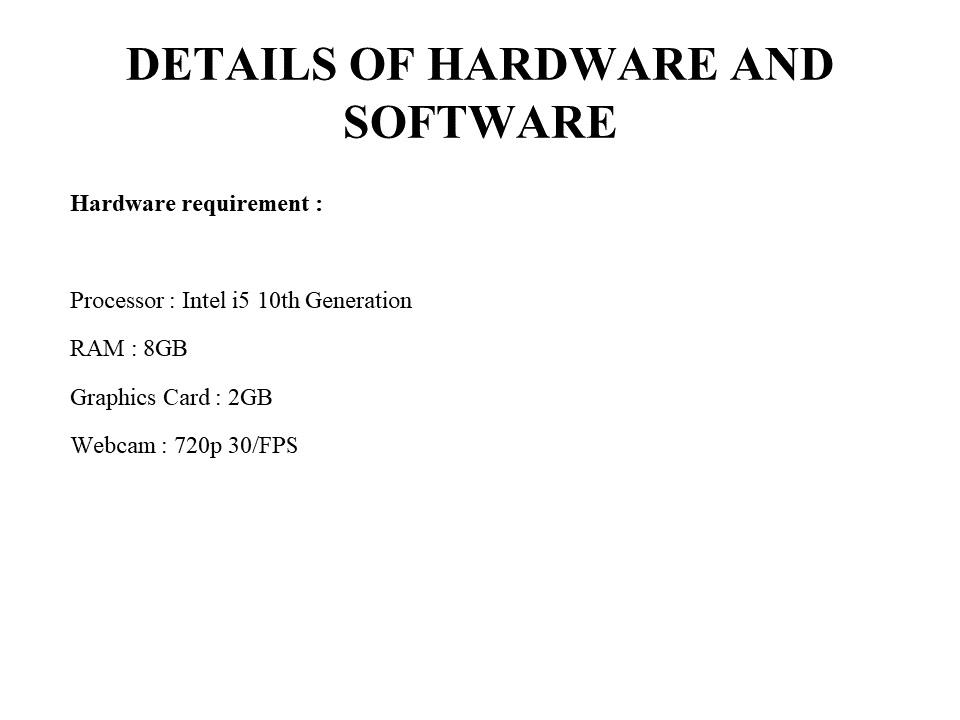 DETAILS OF HARDWARE AND
SOFTWARE
Hardware requirement :
Processor : Intel i5 10th Generation
RAM : 8GB
Graphics Card : 2GB
Webcam : 720p 30/FPS